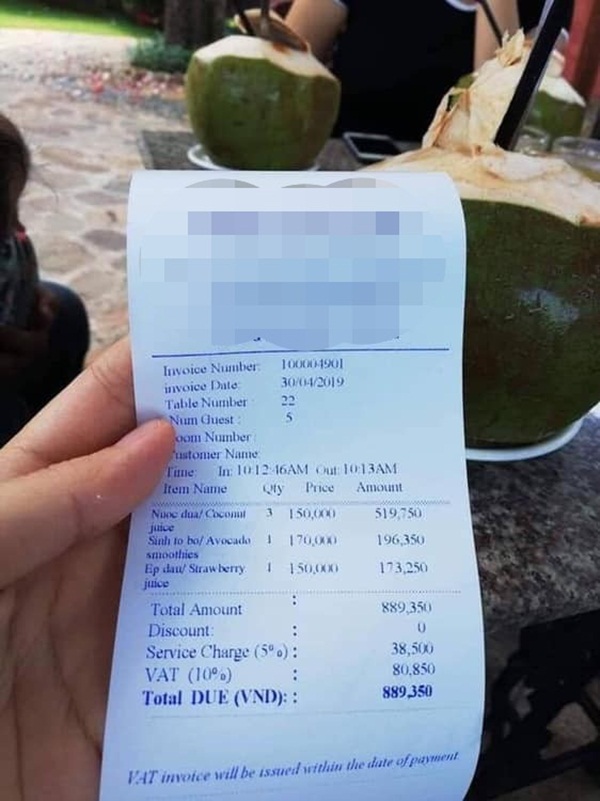 Invoice Number: 100004901
invoice Date: 30/04/2019
Table Number 22
Num Guest : 5
oom Number :
ustomer Name:
Time: In: 10:12:46AM Out: 10:13AM
Item Name Qty Price Amount
Nuoc dua/ Coconut juice 3 150,000 519,750
Sinh to bo/ Avocado smoothies 1 170,000 196,350
Ep dau/ Strawberry juice 1 150,000 173,250
Total Amount : 889,350
Discount: : 0
Service Charge (5%) : 38,500
VAT (10%) : 80,850
Total DUE (VND): : 889,350
VAT invoice will be issued within the date of payment